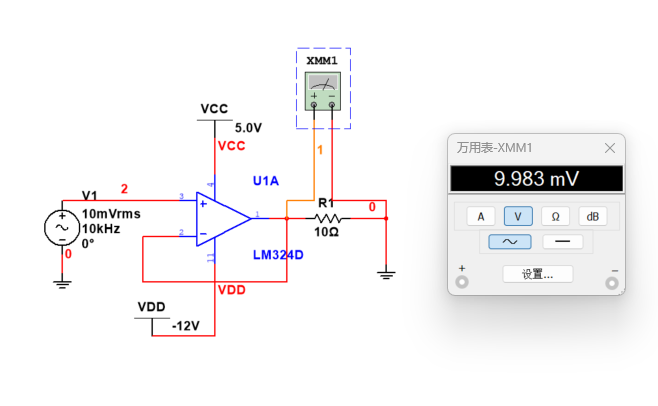 XMM1
VCC
5.0V
VCC
1
万用表-XMM1
9.983 mV
U1A
V1
2
3
4
1
R1
0
10mVrms
10kHz
0°
10Ω
A
V
Ω
dB
2
11
LM324D
0
VDD
设置...
VDD
-12V